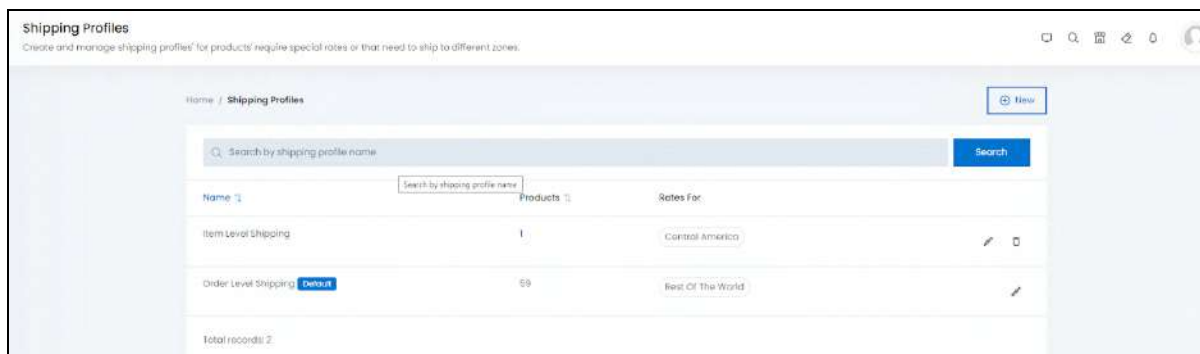 Shipping Profiles
Create and manage shipping profiles' for products' require special rates or that need to ship to different zones.
Home / Shipping Profiles
New
Search by shipping profile name
Search
Search by shipping profile name
Name Products Rates For
Item Level Shipping 1 Central America
Order Level Shipping Default 59 Rest Of The World
Total records: 2